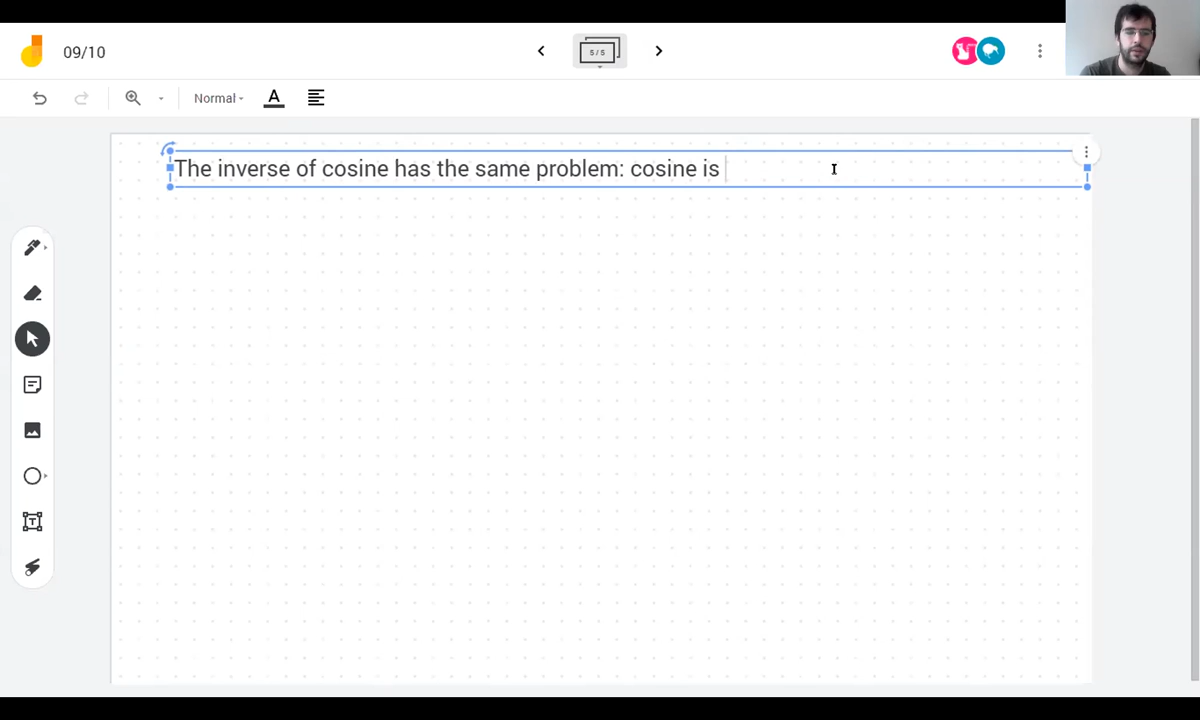 09/10
5/5
Normal
A
The inverse of cosine has the same problem: cosine is